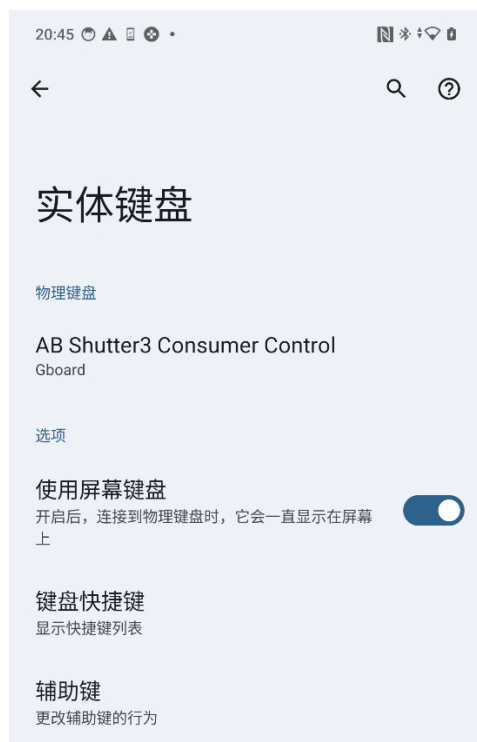 20:45
实体键盘
物理键盘
AB Shutter3 Consumer Control
Gboard
选项
使用屏幕键盘
开启后，连接到物理键盘时，它会一直显示在屏幕
上
键盘快捷键
显示快捷键列表
辅助键
更改辅助键的行为